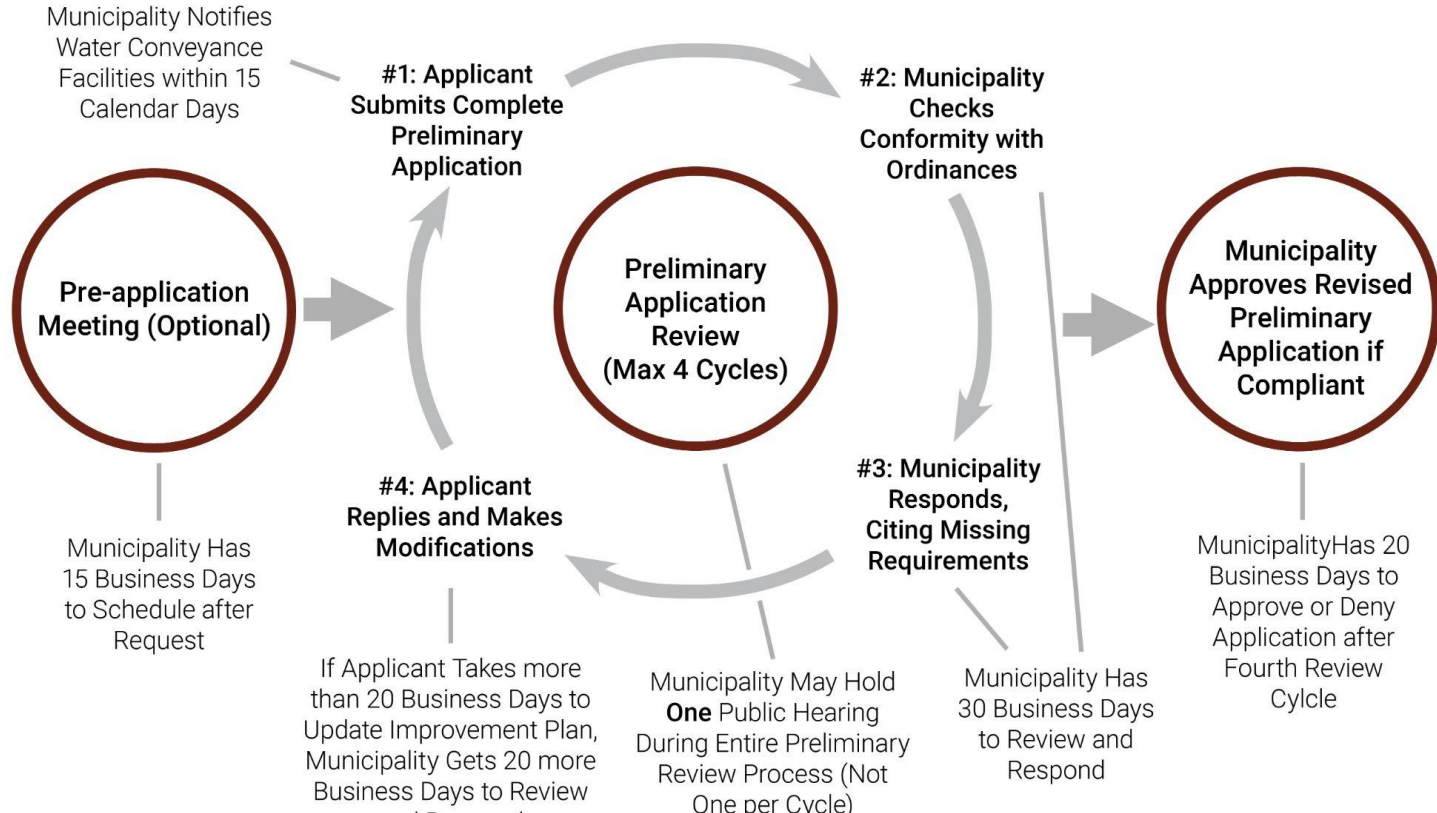 Municipality Notifies
Water Conveyance
Facilities within 15
Calendar Days
#1: Applicant
Submits Complete
Preliminary
Application
#2: Municipality
Checks
Conformity with
Ordinances
Pre-application
Meeting (Optional)
Preliminary
Application
Review
(Max 4 Cycles)
Municipality
Approves Revised
Preliminary
Application if
Compliant
#4: Applicant
Replies and Makes
Modifications
#3: Municipality
Responds,
Citing Missing
Requirements
Municipality Has
15 Business Days
to Schedule after
Request
If Applicant Takes more
than 20 Business Days to
Update Improvement Plan,
Municipality Gets 20 more
Business Days to Review
Municipality May Hold
One Public Hearing
During Entire Preliminary
Review Process (Not
One per Cycle)
Municipality Has
30 Business Days
to Review and
Respond
MunicipalityHas 20
Business Days to
Approve or Deny
Application after
Fourth Review
Cylcle